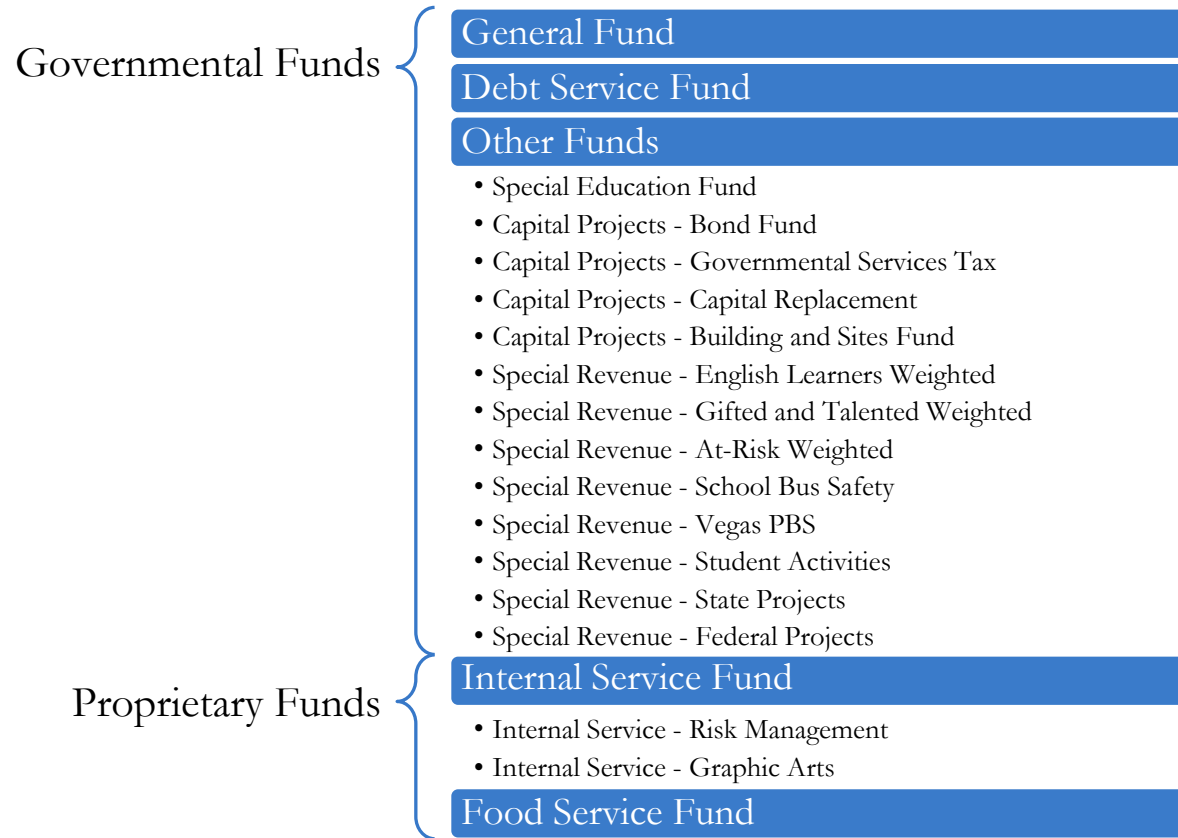 Governmental Funds
General Fund
Debt Service Fund
Other Funds
• Special Education Fund
• Capital Projects - Bond Fund
• Capital Projects - Governmental Services Tax
• Capital Projects - Capital Replacement
• Capital Projects - Building and Sites Fund
• Special Revenue - English Learners Weighted
• Special Revenue - Gifted and Talented Weighted
• Special Revenue - At-Risk Weighted
• Special Revenue - School Bus Safety
• Special Revenue - Vegas PBS
• Special Revenue - Student Activities
• Special Revenue - State Projects
• Special Revenue - Federal Projects
Proprietary Funds
Internal Service Fund
• Internal Service - Risk Management
• Internal Service - Graphic Arts
Food Service Fund